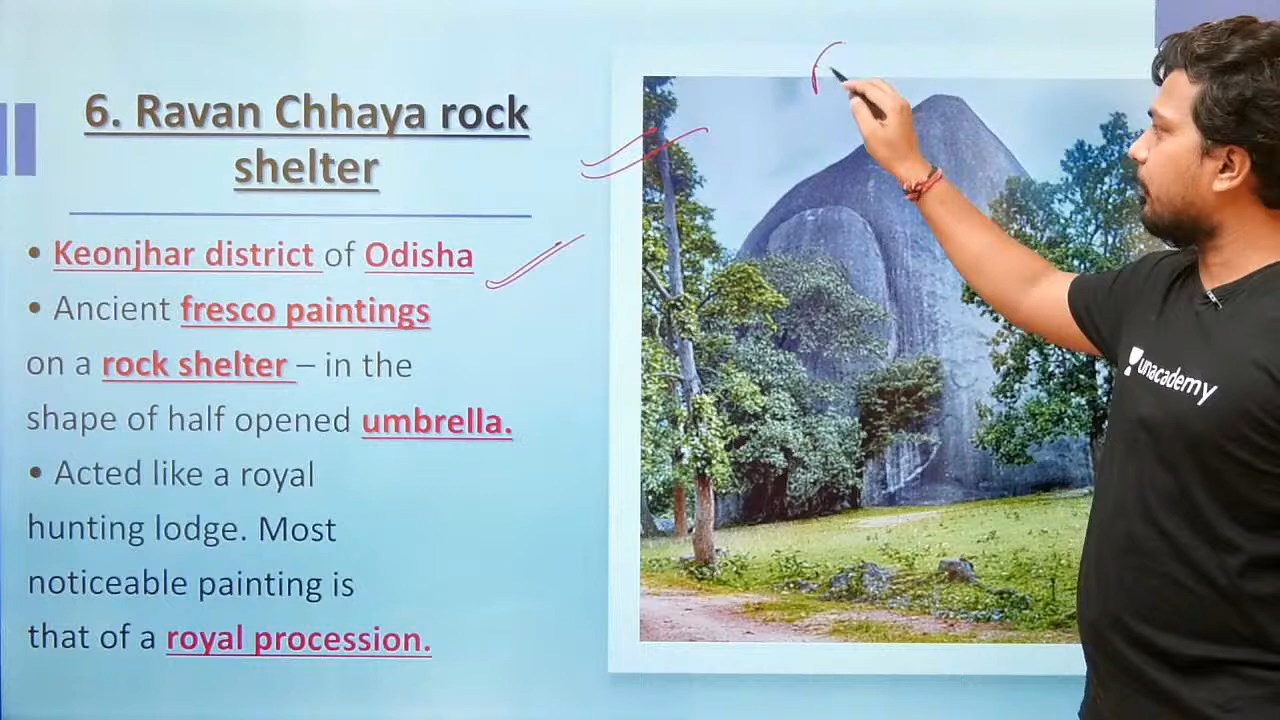 6. Ravan Chhaya rock
shelter
• Keonjhar district of Odisha
• Ancient fresco paintings
on a rock shelter – in the
shape of half opened umbrella.
• Acted like a royal
hunting lodge. Most
noticeable painting is
that of a royal procession.
unacademy